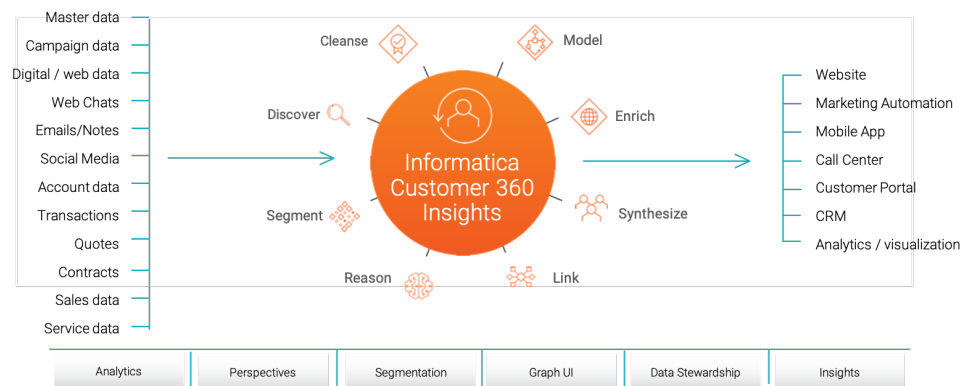 Master data
Campaign data
Digital / web data
Web Chats
Emails/Notes
Social Media
Account data
Transactions
Quotes
Contracts
Sales data
Service data
Cleanse
Model
Discover
Enrich
Segment
Synthesize
Reason
Link
Informatica
Customer 360
Insights
Website
Marketing Automation
Mobile App
Call Center
Customer Portal
CRM
Analytics / visualization
Analytics
Perspectives
Segmentation
Graph UI
Data Stewardship
Insights